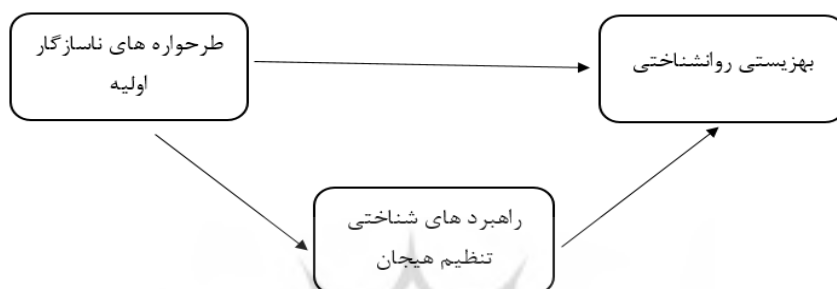 طرحواره های ناسازگار
اولیه
بهزیستی روانشناختی
راهبرد های شناختی
تنظیم هیجان